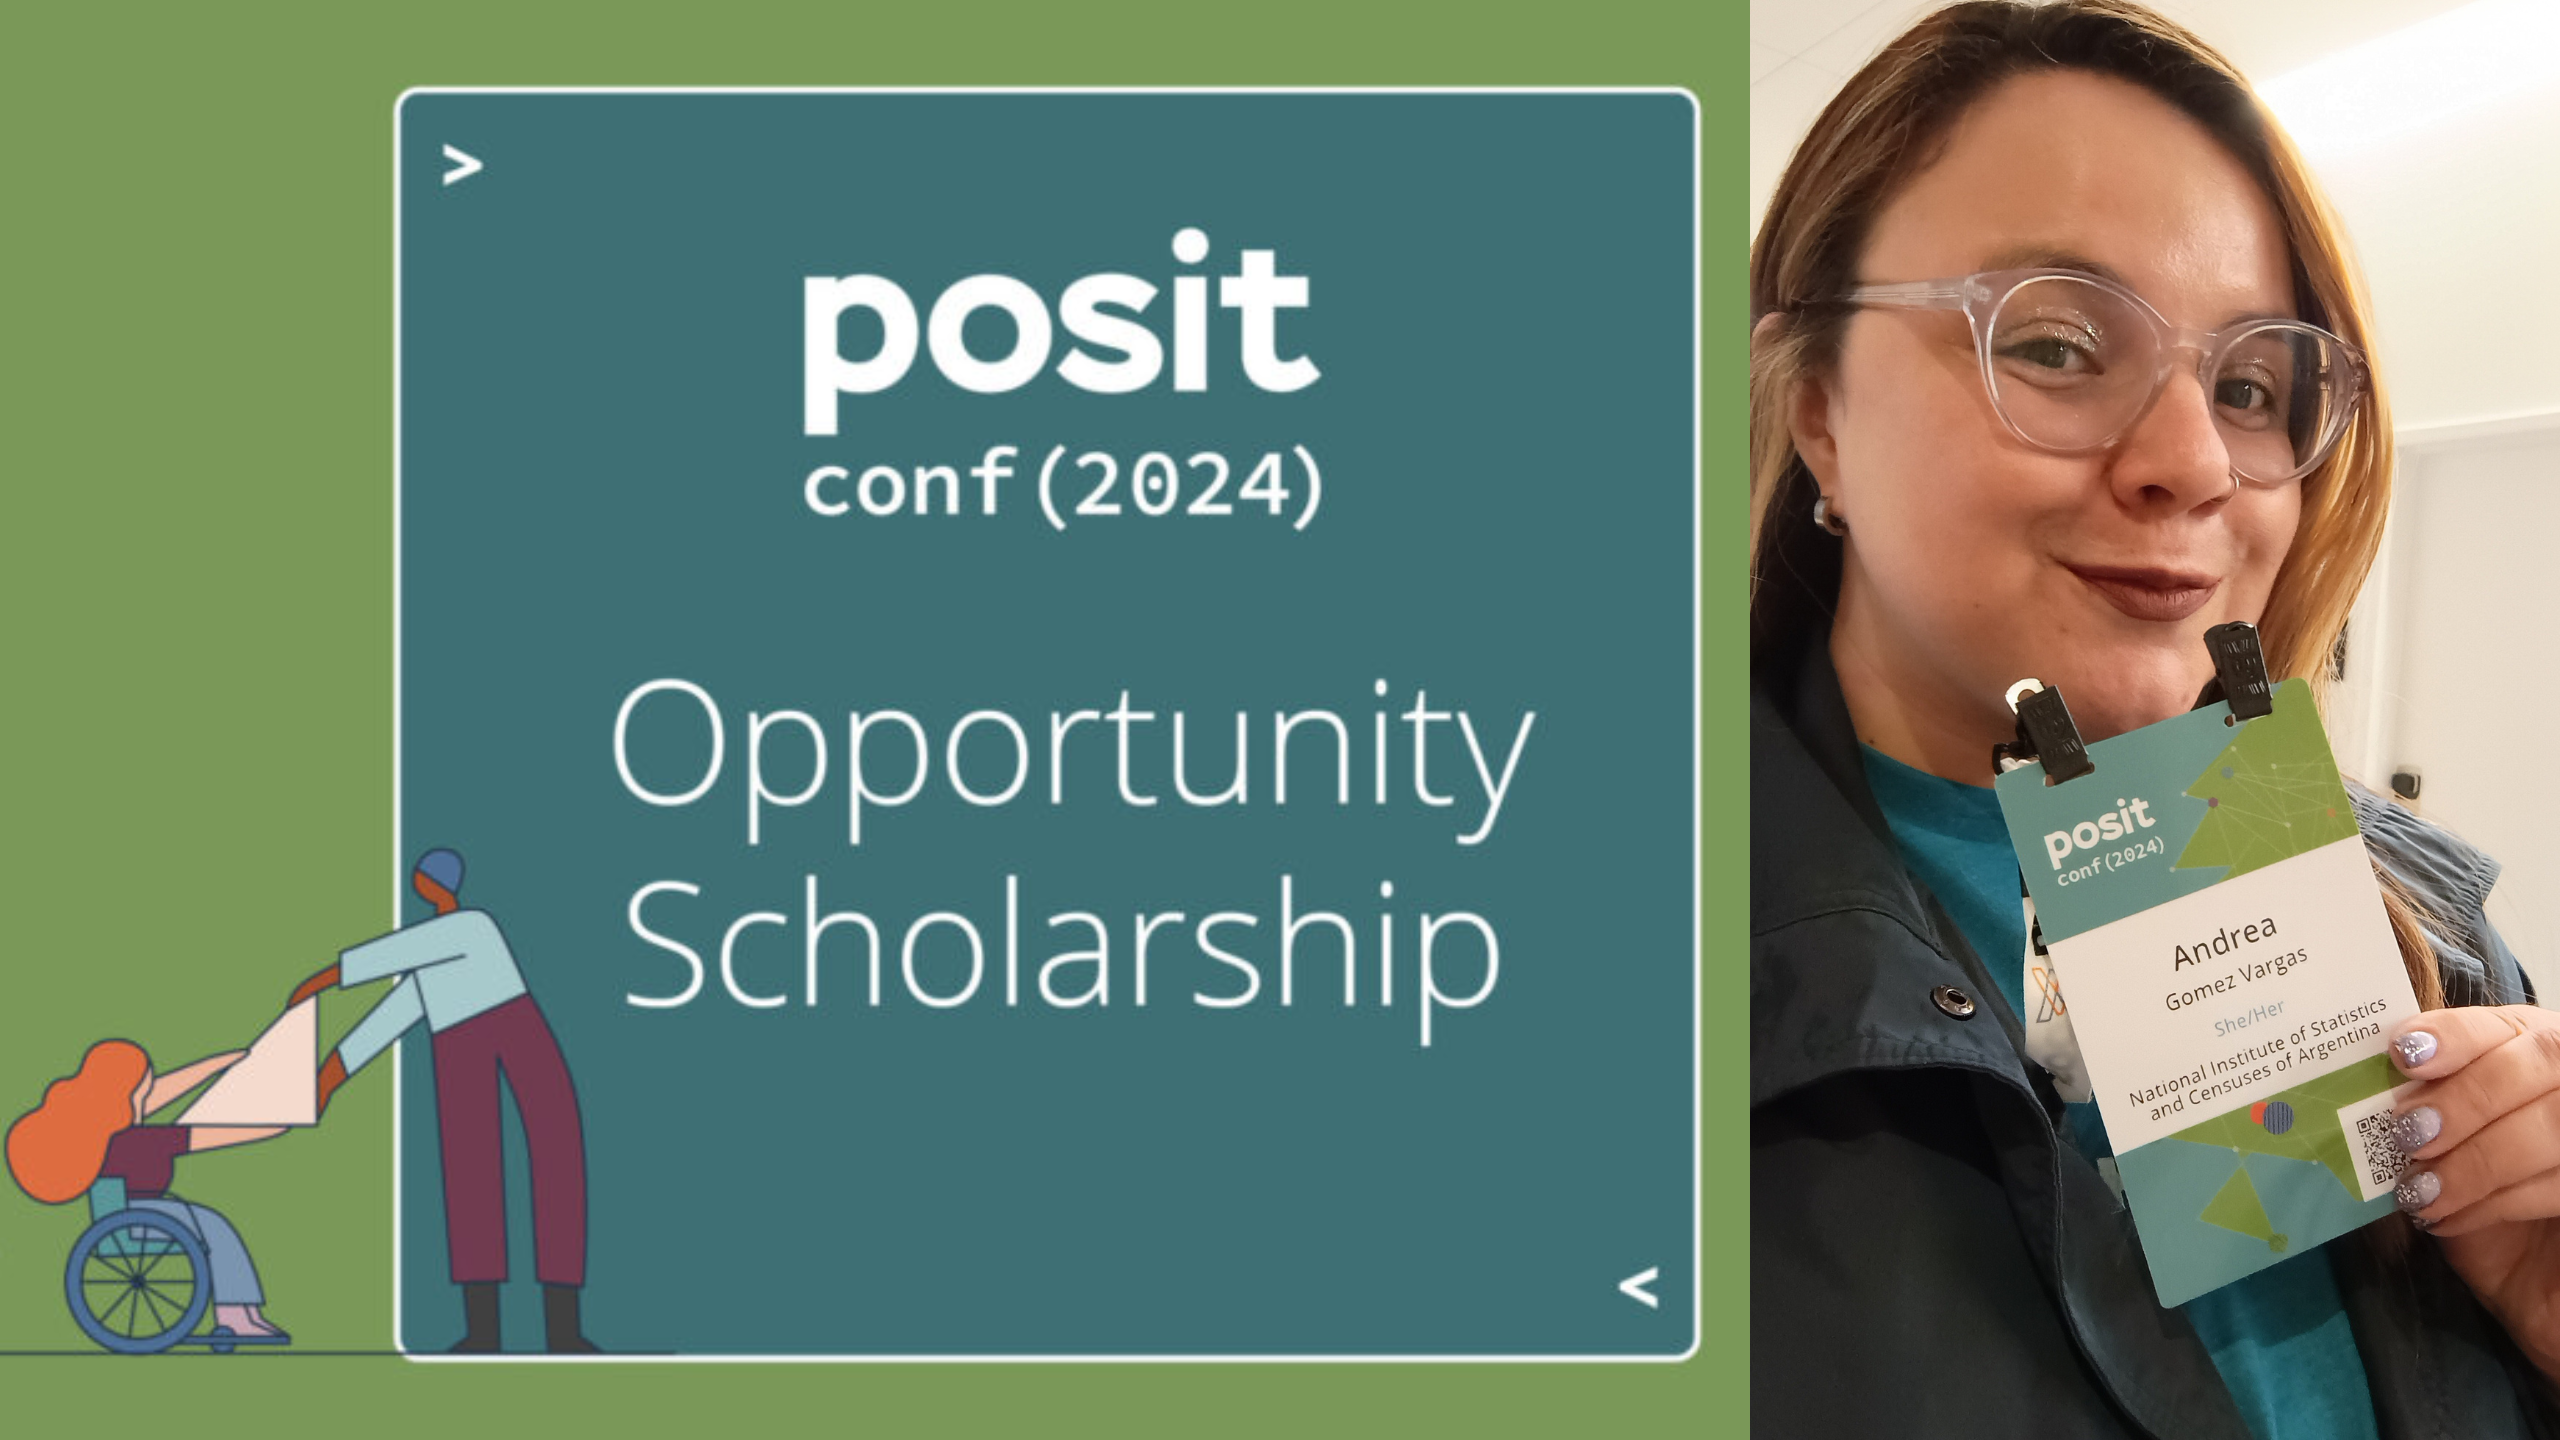 >
posit
conf(2024)
Opportunity
Scholarship
<
posit
conf(2024)
Andrea
Gomez Vargas
She/Her
National Institute of Statistics
and Censuses of Argentina